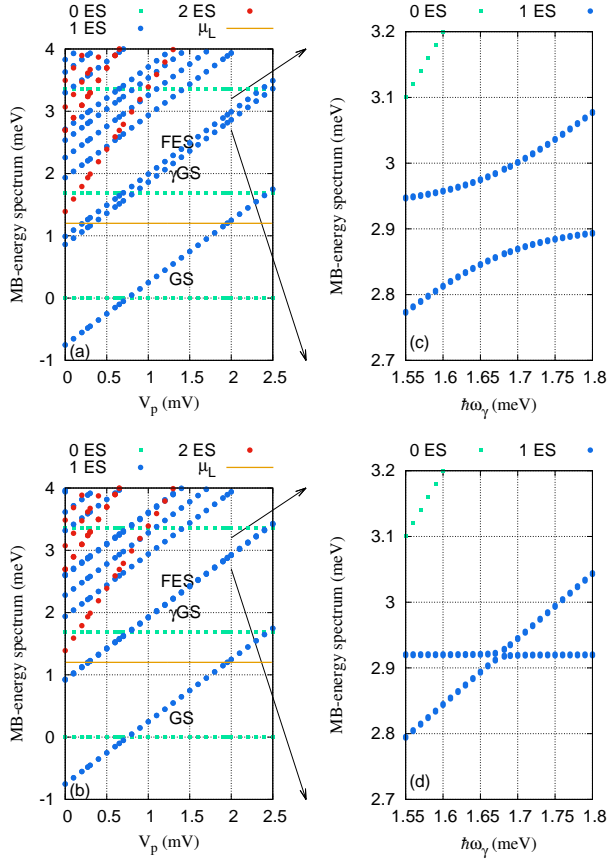 0 ES
2 ES
1 ES
μL
MB-energy spectrum (meV)
4
3
2
1
0
-1
FES
γGS
GS
(a)
0
0.5
1
1.5
2
2.5
Vp (mV)
0 ES
1 ES
MB-energy spectrum (meV)
3.2
3.1
3
2.9
2.8
2.7
(c)
1.55
1.6
1.65
1.7
1.75
1.8
ℏωγ (meV)
0 ES
2 ES
1 ES
μL
MB-energy spectrum (meV)
4
3
2
1
0
-1
FES
γGS
GS
(b)
0
0.5
1
1.5
2
2.5
Vp (mV)
0 ES
1 ES
MB-energy spectrum (meV)
3.2
3.1
3
2.9
2.8
2.7
(d)
1.55
1.6
1.65
1.7
1.75
1.8
ℏωγ (meV)